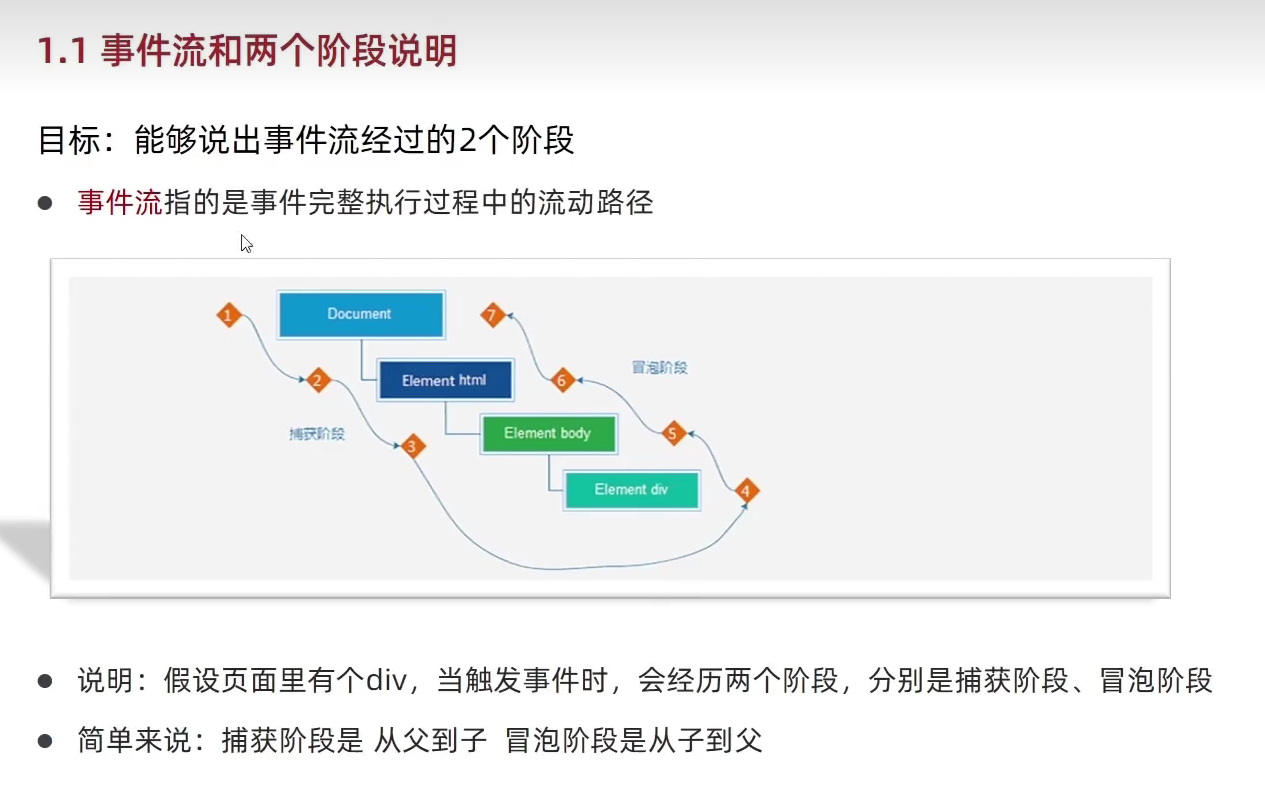 1.1 事件流和两个阶段说明
目标：能够说出事件流经过的2个阶段
事件流指的是事件完整执行过程中的流动路径
1 Document 7
2 Element html 6 冒泡阶段
捕获阶段 3 Element body 5
Element div 4
说明：假设页面里有个div，当触发事件时，会经历两个阶段，分别是捕获阶段、冒泡阶段
简单来说：捕获阶段是 从父到子 冒泡阶段是从子到父